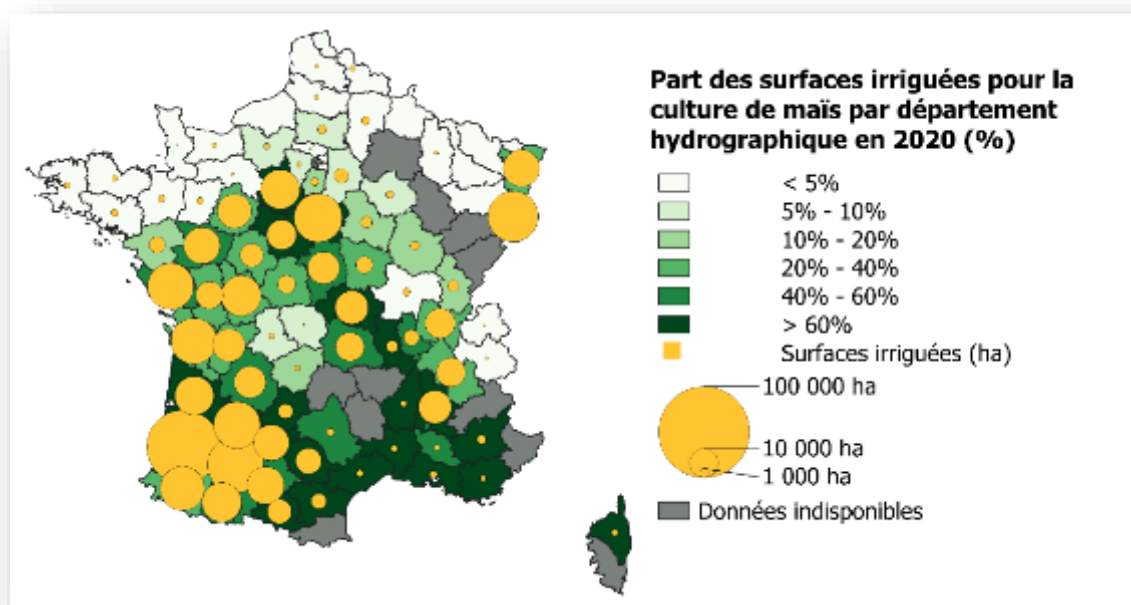 Part des surfaces irriguées pour la
culture de maïs par département
hydrographique en 2020 (%)
< 5%
5% - 10%
10% - 20%
20% - 40%
40% - 60%
> 60%
Surfaces irriguées (ha)
100 000 ha
10 000 ha
1 000 ha
Données indisponibles